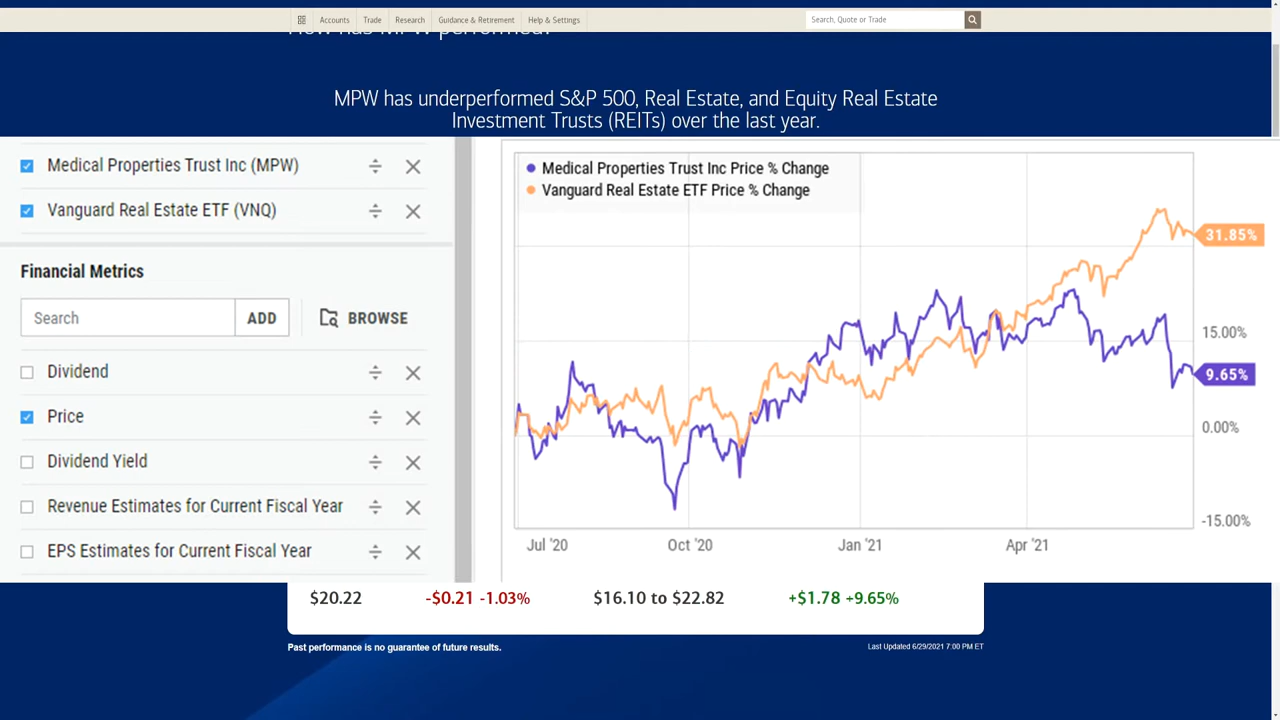 Accounts Trade Research Guidance & Retirement Help & Settings Search, Quote or Trade
How has MPW performed?
MPW has underperformed S&P 500, Real Estate, and Equity Real Estate
Investment Trusts (REITs) over the last year.
Medical Properties Trust Inc (MPW)
Vanguard Real Estate ETF (VNQ)
Financial Metrics
Search ADD BROWSE
Dividend
Price
Dividend Yield
Revenue Estimates for Current Fiscal Year
EPS Estimates for Current Fiscal Year
Medical Properties Trust Inc Price % Change
Vanguard Real Estate ETF Price % Change
31.85%
15.00%
9.65%
0.00%
-15.00%
Jul '20 Oct '20 Jan '21 Apr '21
$20.22 -$0.21 -1.03% $16.10 to $22.82 +$1.78 +9.65%
Past performance is no guarantee of future results. Last Updated 6/29/2021 7:00 PM ET